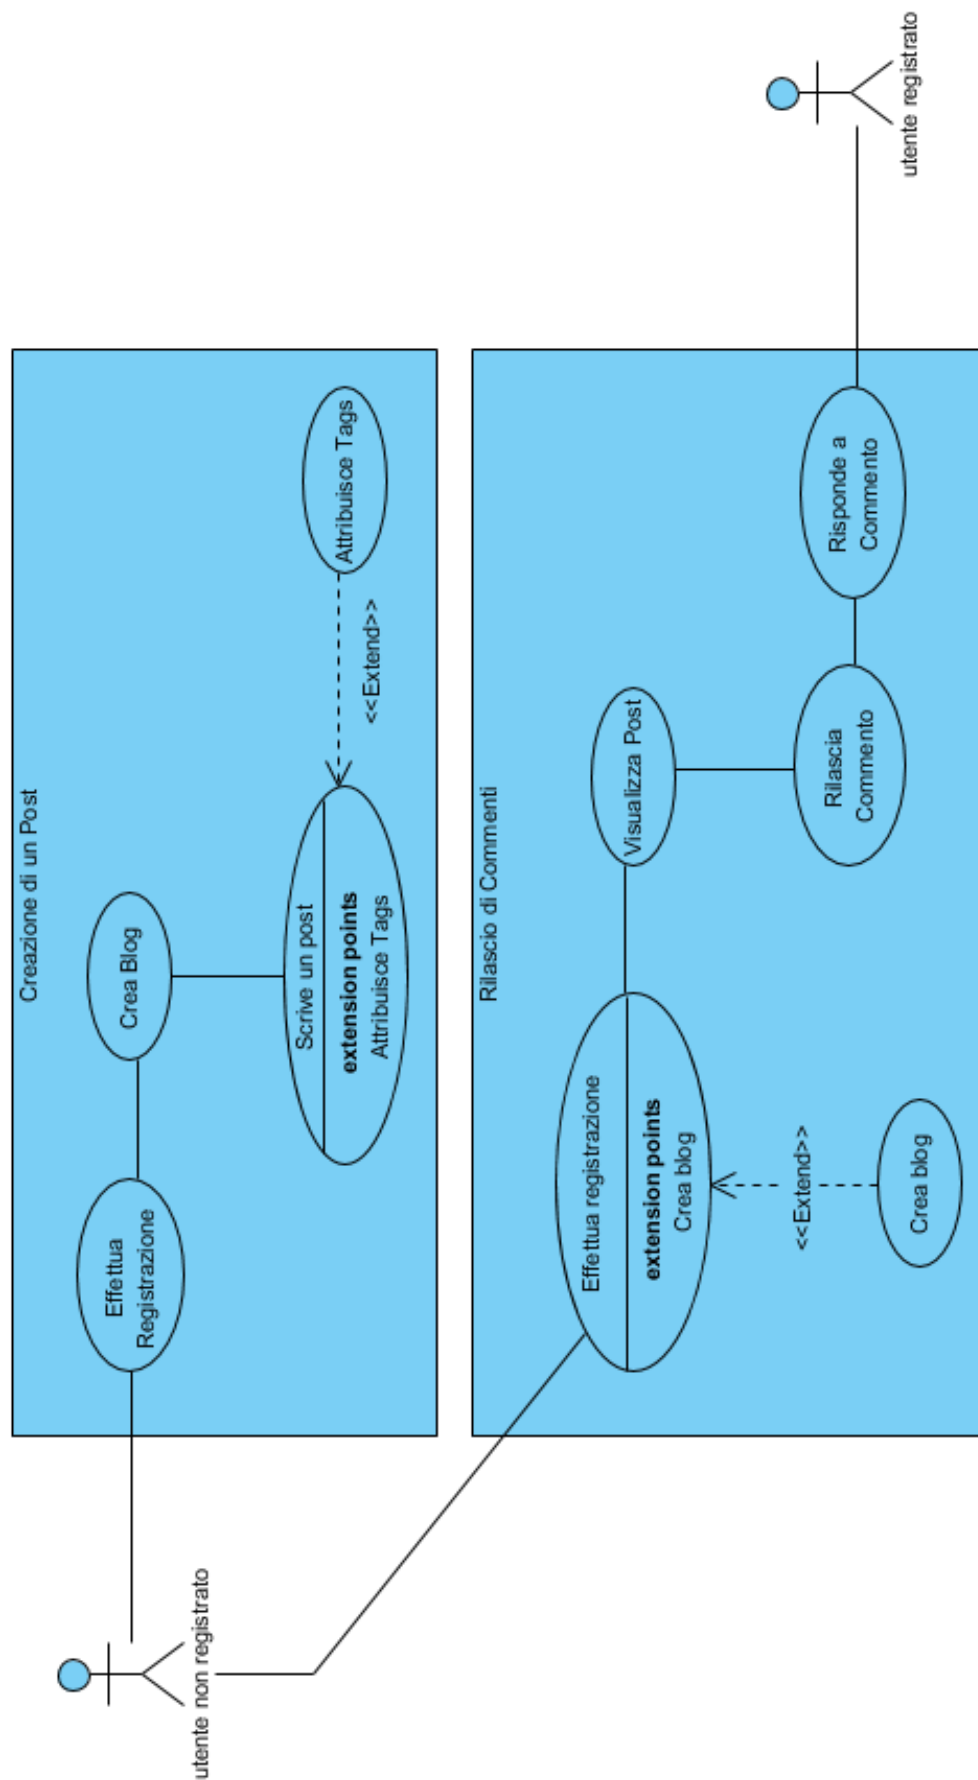 utente non registrato
Creazione di un Post
Effettua
Registrazione
Crea Blog
Scrive un post
extension points
Attribuisce Tags
<<Extend>>
Attribuisce Tags
Rilascio di Commenti
Effettua registrazione
extension points
Crea blog
<<Extend>>
Crea blog
Visualizza Post
Rilascia
Commento
Risponde a
Commento
utente registrato